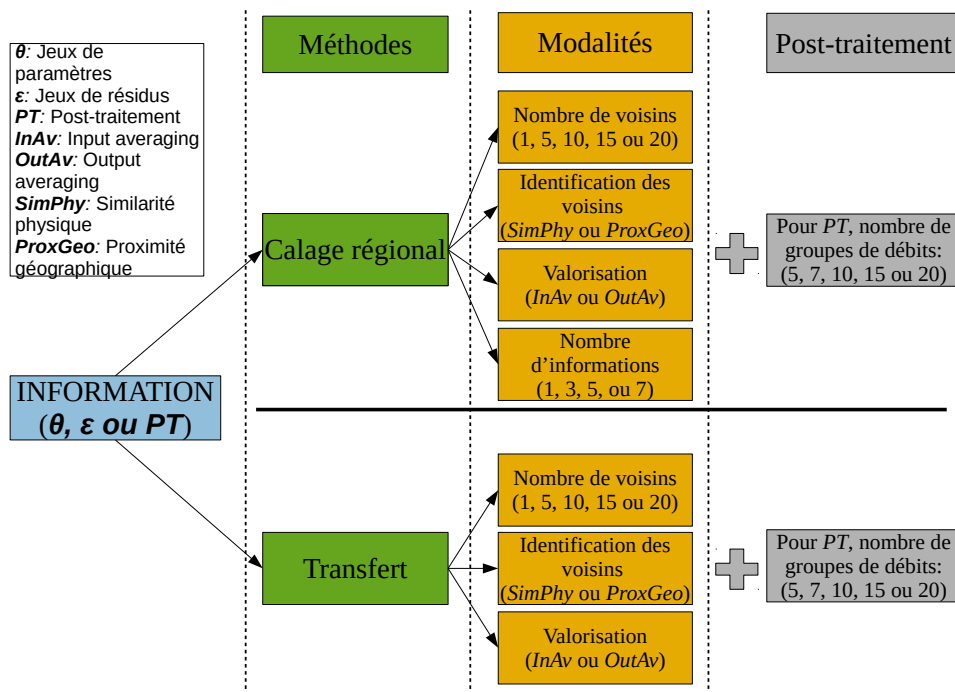 Méthodes
Modalités
Post-traitement
θ: Jeux de
paramètres
ε: Jeux de résidus
PT: Post-traitement
InAv: Input averaging
OutAv: Output
averaging
SimPhy: Similarité
physique
ProxGeo: Proximité
géographique
INFORMATION
(θ, ε ou PT)
Calage régional
Nombre de voisins
(1, 5, 10, 15 ou 20)
Identification des
voisins
(SimPhy ou ProxGeo)
Valorisation
(InAv ou OutAv)
Nombre
d’informations
(1, 3, 5, ou 7)
Pour PT, nombre de
groupes de débits:
(5, 7, 10, 15 ou 20)
Transfert
Nombre de voisins
(1, 5, 10, 15 ou 20)
Identification des
voisins
(SimPhy ou ProxGeo)
Valorisation
(InAv ou OutAv)
Pour PT, nombre de
groupes de débits:
(5, 7, 10, 15 ou 20)